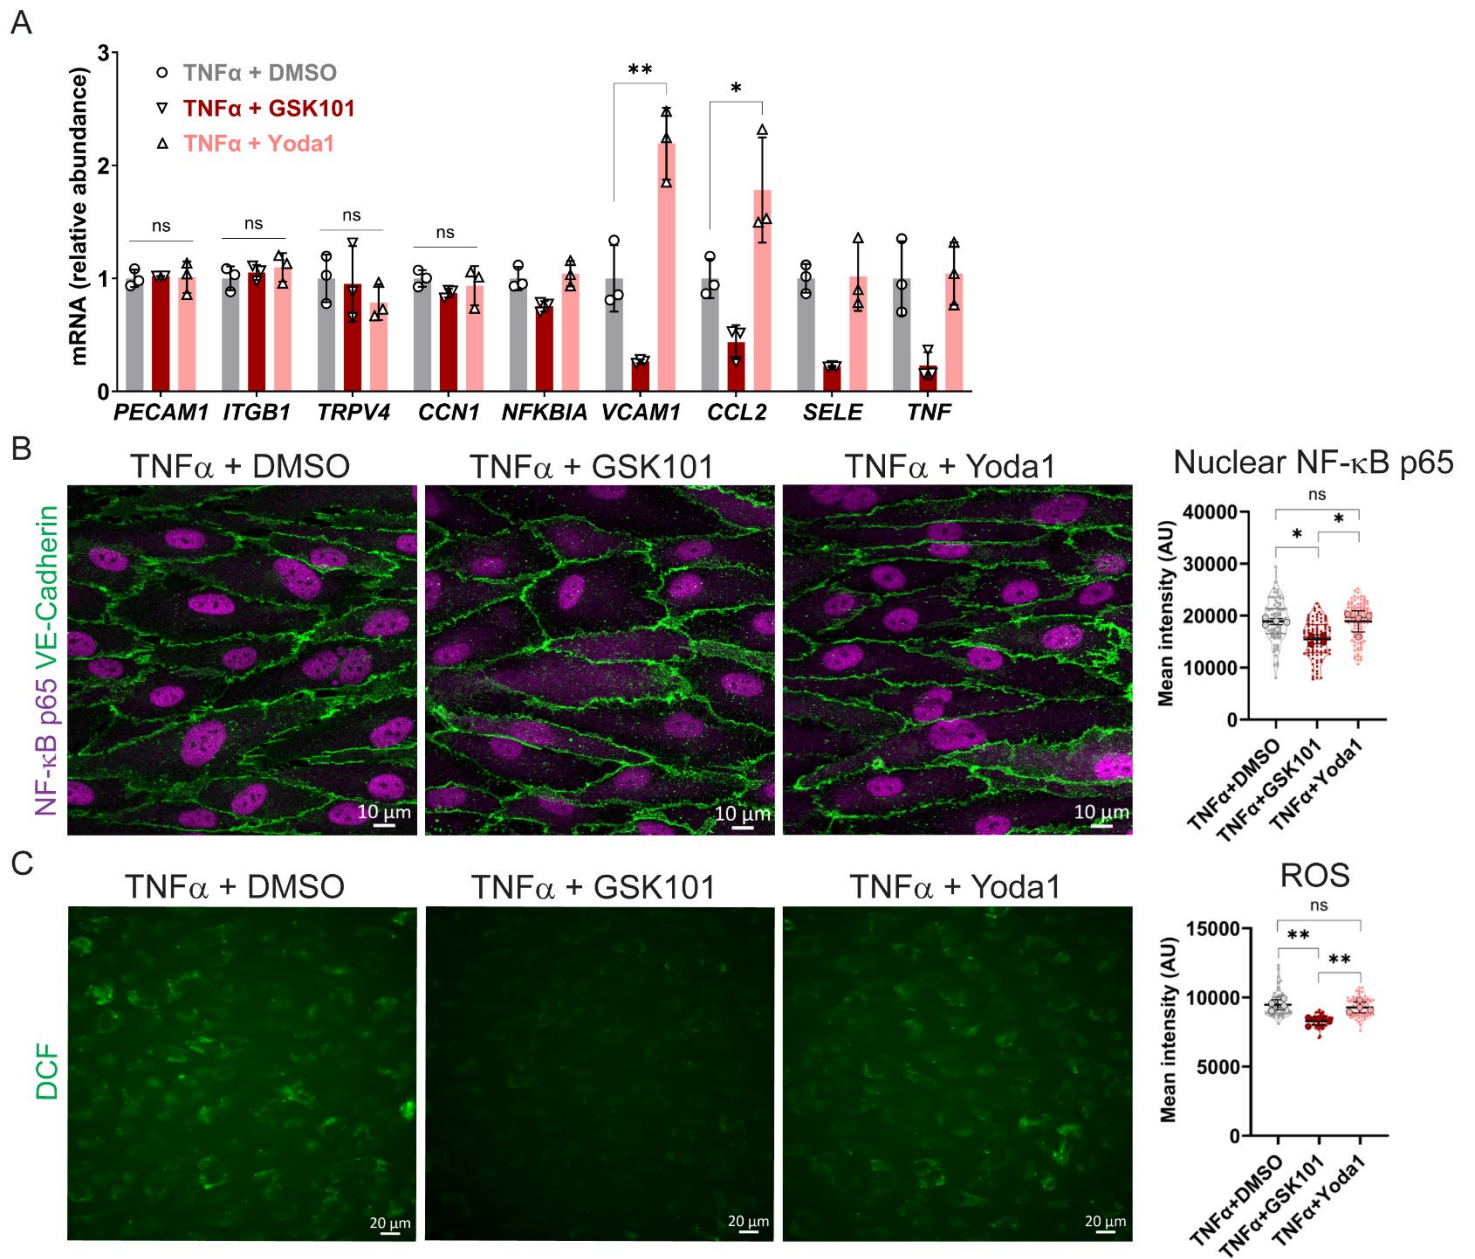 A
mRNA (relative abundance)
3
2
1
0
TNFα + DMSO
TNFα + GSK101
TNFα + Yoda1
ns
ns
ns
ns
**
*
PECAM1 ITGB1 TRPV4 CCN1 NFKBIA VCAM1 CCL2 SELE TNF
B
TNFα + DMSO
TNFα + GSK101
TNFα + Yoda1
NF-κB p65 VE-Cadherin
10 µm
10 µm
10 µm
Nuclear NF-κB p65
Mean intensity (AU)
40000
30000
20000
10000
0
ns
*
*
TNFα+DMSO
TNFα+GSK101
TNFα+Yoda1
C
TNFα + DMSO
TNFα + GSK101
TNFα + Yoda1
DCF
20 µm
20 µm
20 µm
ROS
Mean intensity (AU)
15000
10000
5000
0
ns
**
**
TNFα+DMSO
TNFα+GSK101
TNFα+Yoda1